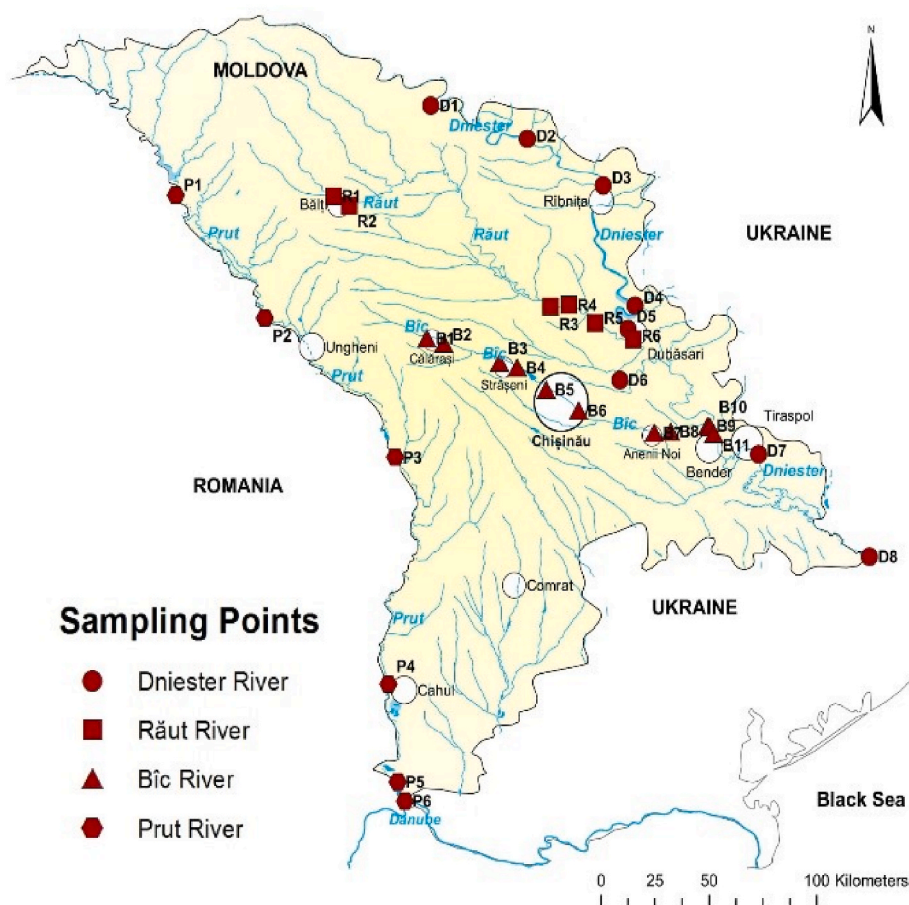 N
MOLDOVA
D1
Dniester
D2
D3
Rîbnița
P1
R1
Bălți
Răut
R2
Prut
Răut
Dniester
UKRAINE
D4
R4
R3
R5
D5
R6
Dubăsari
P2
Ungheni
Prut
Bîc
B2
B1
Călărași
Bîc
B3
B4
Strășeni
D6
B5
B6
Chișinău
Bîc
B7
B8
Anenii Noi
B10
B9
B11
Tiraspol
Bender
D7
Dniester
P3
ROMANIA
D8
Comrat
UKRAINE
Prut
P4
Cahul
P5
P6
Danube
Black Sea
Sampling Points
Dniester River
Răut River
Bîc River
Prut River
0 25 50 100 Kilometers